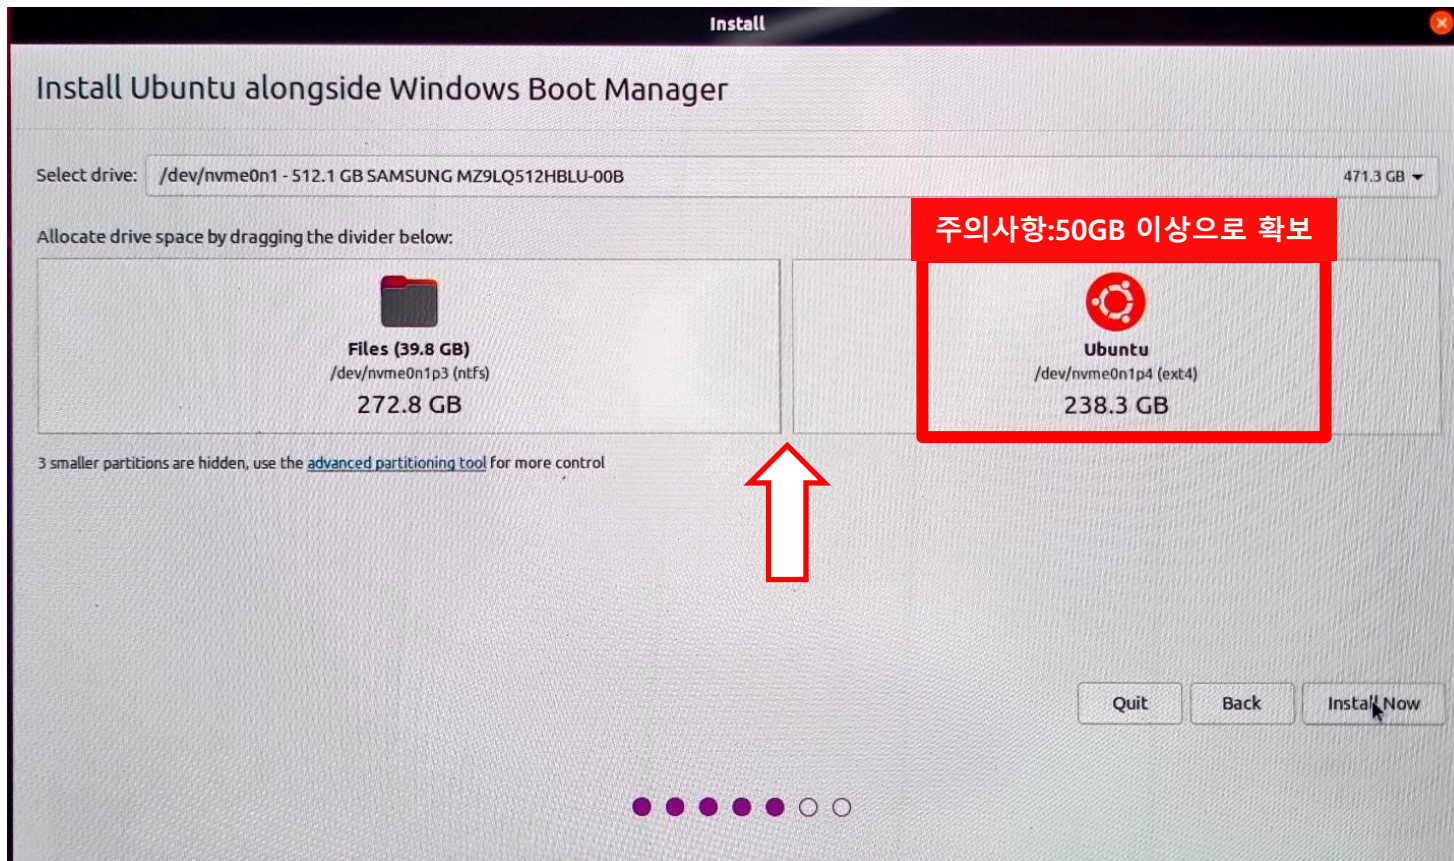 Install
Install Ubuntu alongside Windows Boot Manager
Select drive: /dev/nvme0n1 - 512.1 GB SAMSUNG MZ9LQ512HBLU-00B 471.3 GB
주의사항:50GB 이상으로 확보
Allocate drive space by dragging the divider below:
Files (39.8 GB)
/dev/nvme0n1p3 (ntfs)
272.8 GB
Ubuntu
/dev/nvme0n1p4 (ext4)
238.3 GB
3 smaller partitions are hidden, use the advanced partitioning tool for more control
Quit Back Install Now